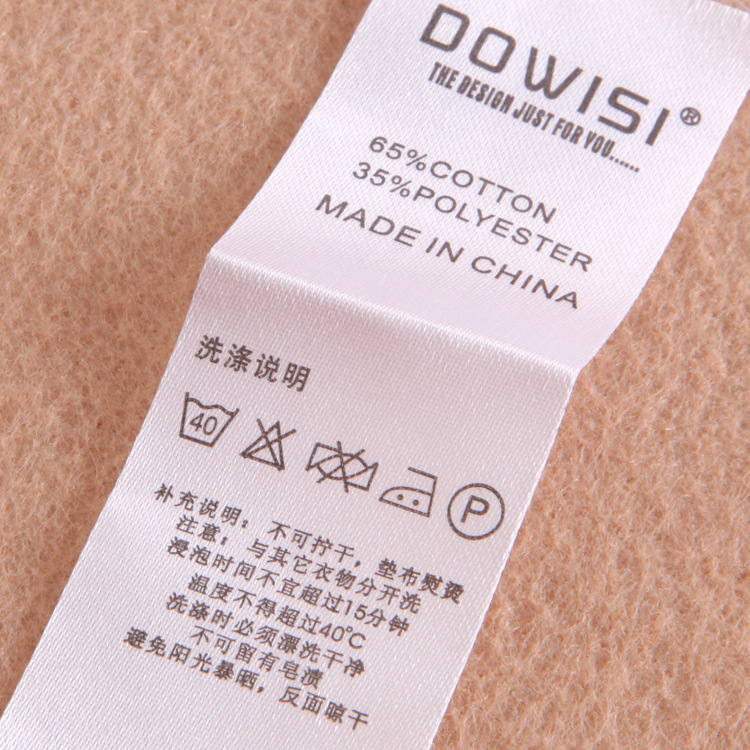 DOWISI®
THE DESIGN JUST FOR YOU......
65%COTTON
35%POLYESTER
MADE IN CHINA
洗涤说明
40
P
补充说明：不可拧干，垫布熨烫
注意：与其它衣物分开洗
浸泡时间不宜超过15分钟
温度不得超过40℃
洗涤时必须漂洗干净
不可留有皂渍
避免阳光暴晒，反面晾干